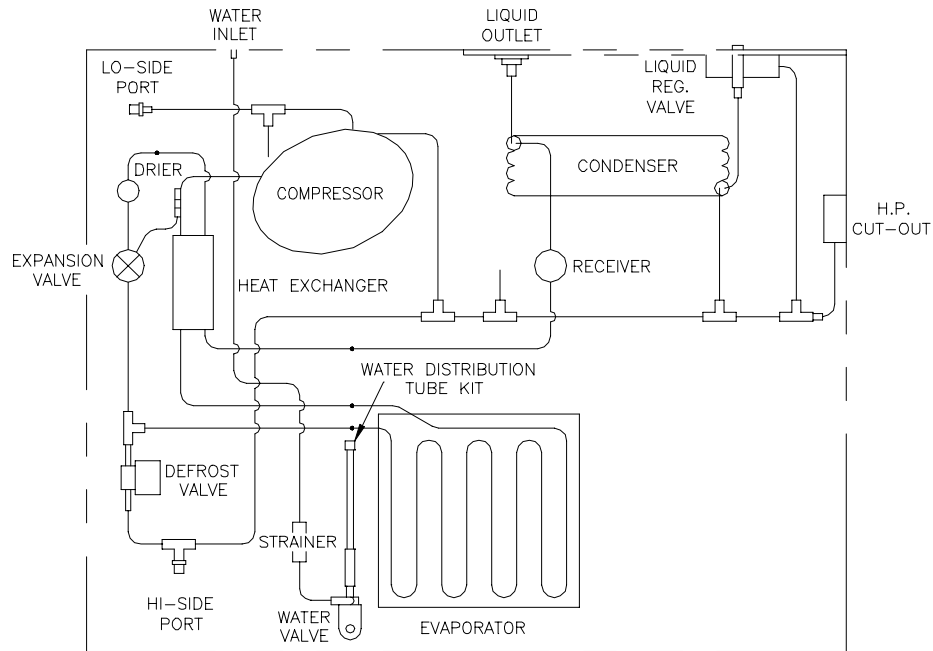 WATER
INLET
LIQUID
OUTLET
LO-SIDE
PORT
LIQUID
REG.
VALVE
DRIER
COMPRESSOR
CONDENSER
H.P.
CUT-OUT
EXPANSION
VALVE
HEAT EXCHANGER
RECEIVER
WATER DISTRIBUTION
TUBE KIT
DEFROST
VALVE
STRAINER
HI-SIDE
PORT
WATER
VALVE
EVAPORATOR